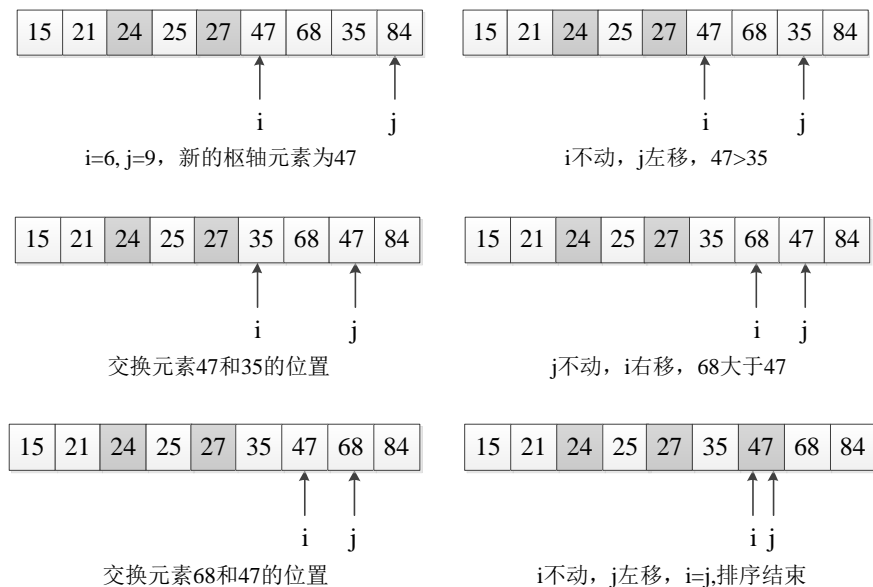 15 21 24 25 27 47 68 35 84
i j
i=6, j=9，新的枢轴元素为47
15 21 24 25 27 47 68 35 84
i j
i不动，j左移，47>35
15 21 24 25 27 35 68 47 84
i j
交换元素47和35的位置
15 21 24 25 27 35 68 47 84
i j
j不动，i右移，68大于47
15 21 24 25 27 35 47 68 84
i j
交换元素68和47的位置
15 21 24 25 27 35 47 68 84
i j
i不动，j左移，i=j,排序结束